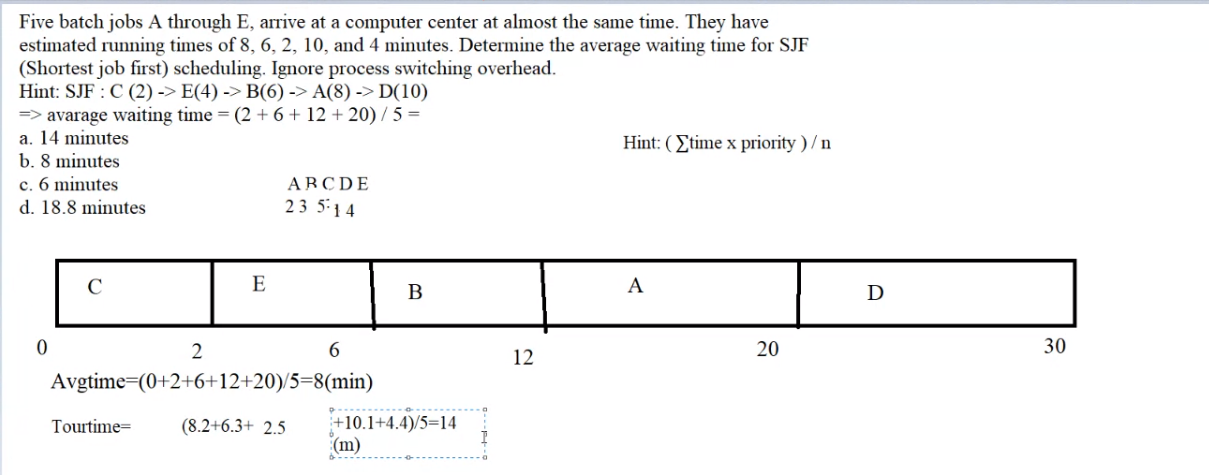 Five batch jobs A through E, arrive at a computer center at almost the same time. They have
estimated running times of 8, 6, 2, 10, and 4 minutes. Determine the average waiting time for SJF
(Shortest job first) scheduling. Ignore process switching overhead.
Hint: SJF : C (2) -> E(4) -> B(6) -> A(8) -> D(10)
=> avarage waiting time = (2 + 6 + 12 + 20) / 5 =
a. 14 minutes
Hint: ( ∑time x priority ) / n
b. 8 minutes
c. 6 minutes
A B C D E
d. 18.8 minutes
2 3 5 1 4
C E B A D
0 2 6 12 20 30
Avgtime=(0+2+6+12+20)/5=8(min)
Tourtime= (8.2+6.3+ 2.5 +10.1+4.4)/5=14
(m)